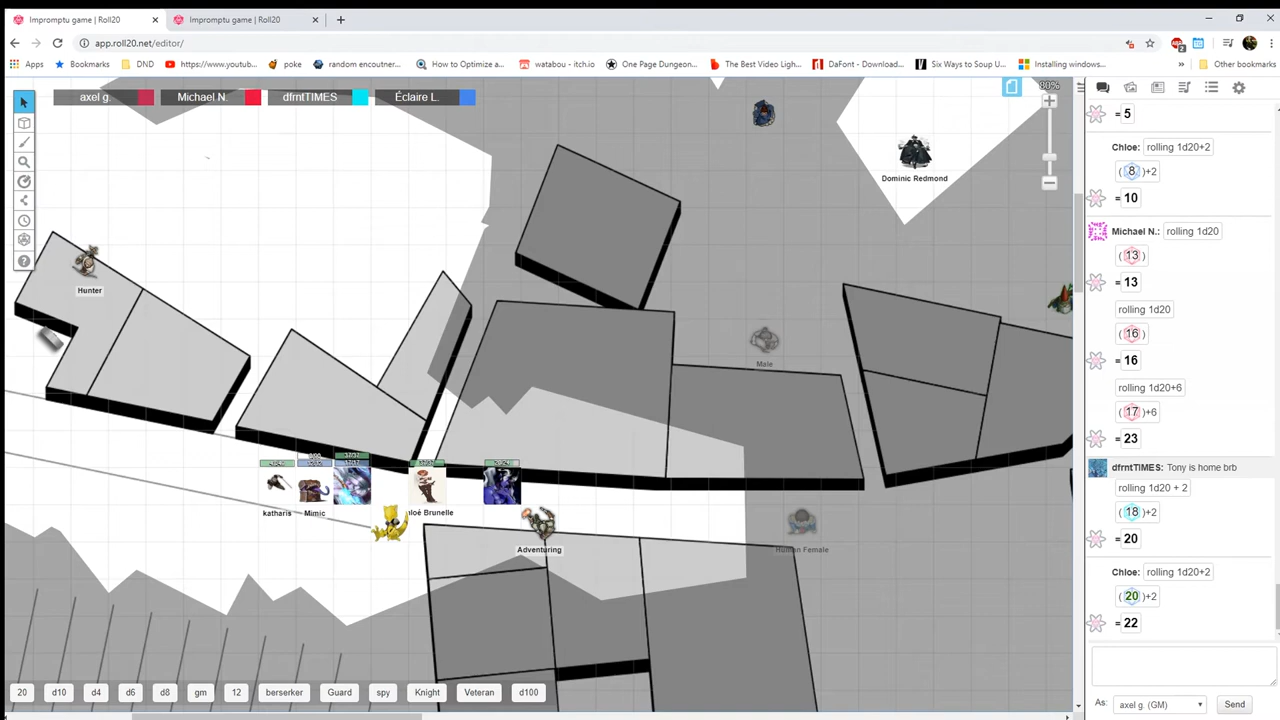 Impromptu game | Roll20
Impromptu game | Roll20
app.roll20.net/editor/
Apps
Bookmarks
DND
https://www.youtub...
poke
random encoutner...
How to Optimize a...
watabou - itch.io
One Page Dungeon...
The Best Video Ligh...
DaFont - Download...
Six Ways to Soup U...
Installing windows...
»
Other bookmarks
axel g.
Michael N.
dfrntTIMES
Éclaire L.
80%
Dominic Redmond
Hunter
Male
katharis
Mimic
hloé Brunelle
Adventuring
Human Female
= 5
Chloe: rolling 1d20+2
(8)+2
= 10
Michael N.: rolling 1d20
(13)
= 13
rolling 1d20
(16)
= 16
rolling 1d20+6
(17)+6
= 23
dfrntTIMES: Tony is home brb
rolling 1d20 + 2
(18)+2
= 20
Chloe: rolling 1d20+2
(20)+2
= 22
20
d10
d4
d6
d8
gm
12
berserker
Guard
spy
Knight
Veteran
d100
As:
axel g. (GM)
Send